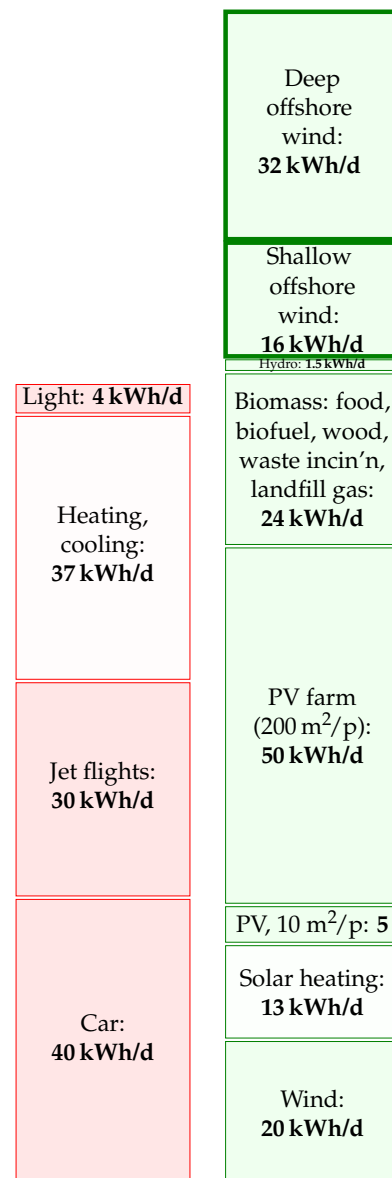 Light: 4 kWh/d
Heating,
cooling:
37 kWh/d
Jet flights:
30 kWh/d
Car:
40 kWh/d
Deep
offshore
wind:
32 kWh/d
Shallow
offshore
wind:
16 kWh/d
Hydro: 1.5 kWh/d
Biomass: food,
biofuel, wood,
waste incin'n,
landfill gas:
24 kWh/d
PV farm
(200 m²/p):
50 kWh/d
PV, 10 m²/p: 5
Solar heating:
13 kWh/d
Wind:
20 kWh/d